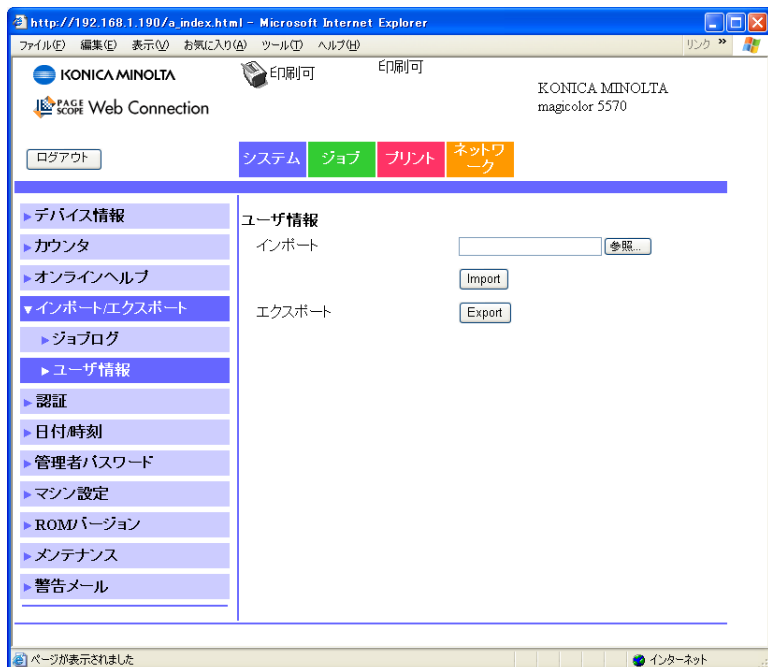 http://192.168.1.190/a_index.html - Microsoft Internet Explorer
ファイル(F) 編集(E) 表示(V) お気に入り(A) ツール(T) ヘルプ(H) リンク »
KONICA MINOLTA
印刷可
印刷可
PAGE SCOPE Web Connection
KONICA MINOLTA
magicolor 5570
ログアウト
システム
ジョブ
プリント
ネットワ
ーク
デバイス情報
カウンタ
オンラインヘルプ
インポート/エクスポート
ジョブログ
ユーザ情報
認証
日付/時刻
管理者パスワード
マシン設定
ROMバージョン
メンテナンス
警告メール
ユーザ情報
インポート
参照...
Import
エクスポート
Export
ページが表示されました
インターネット